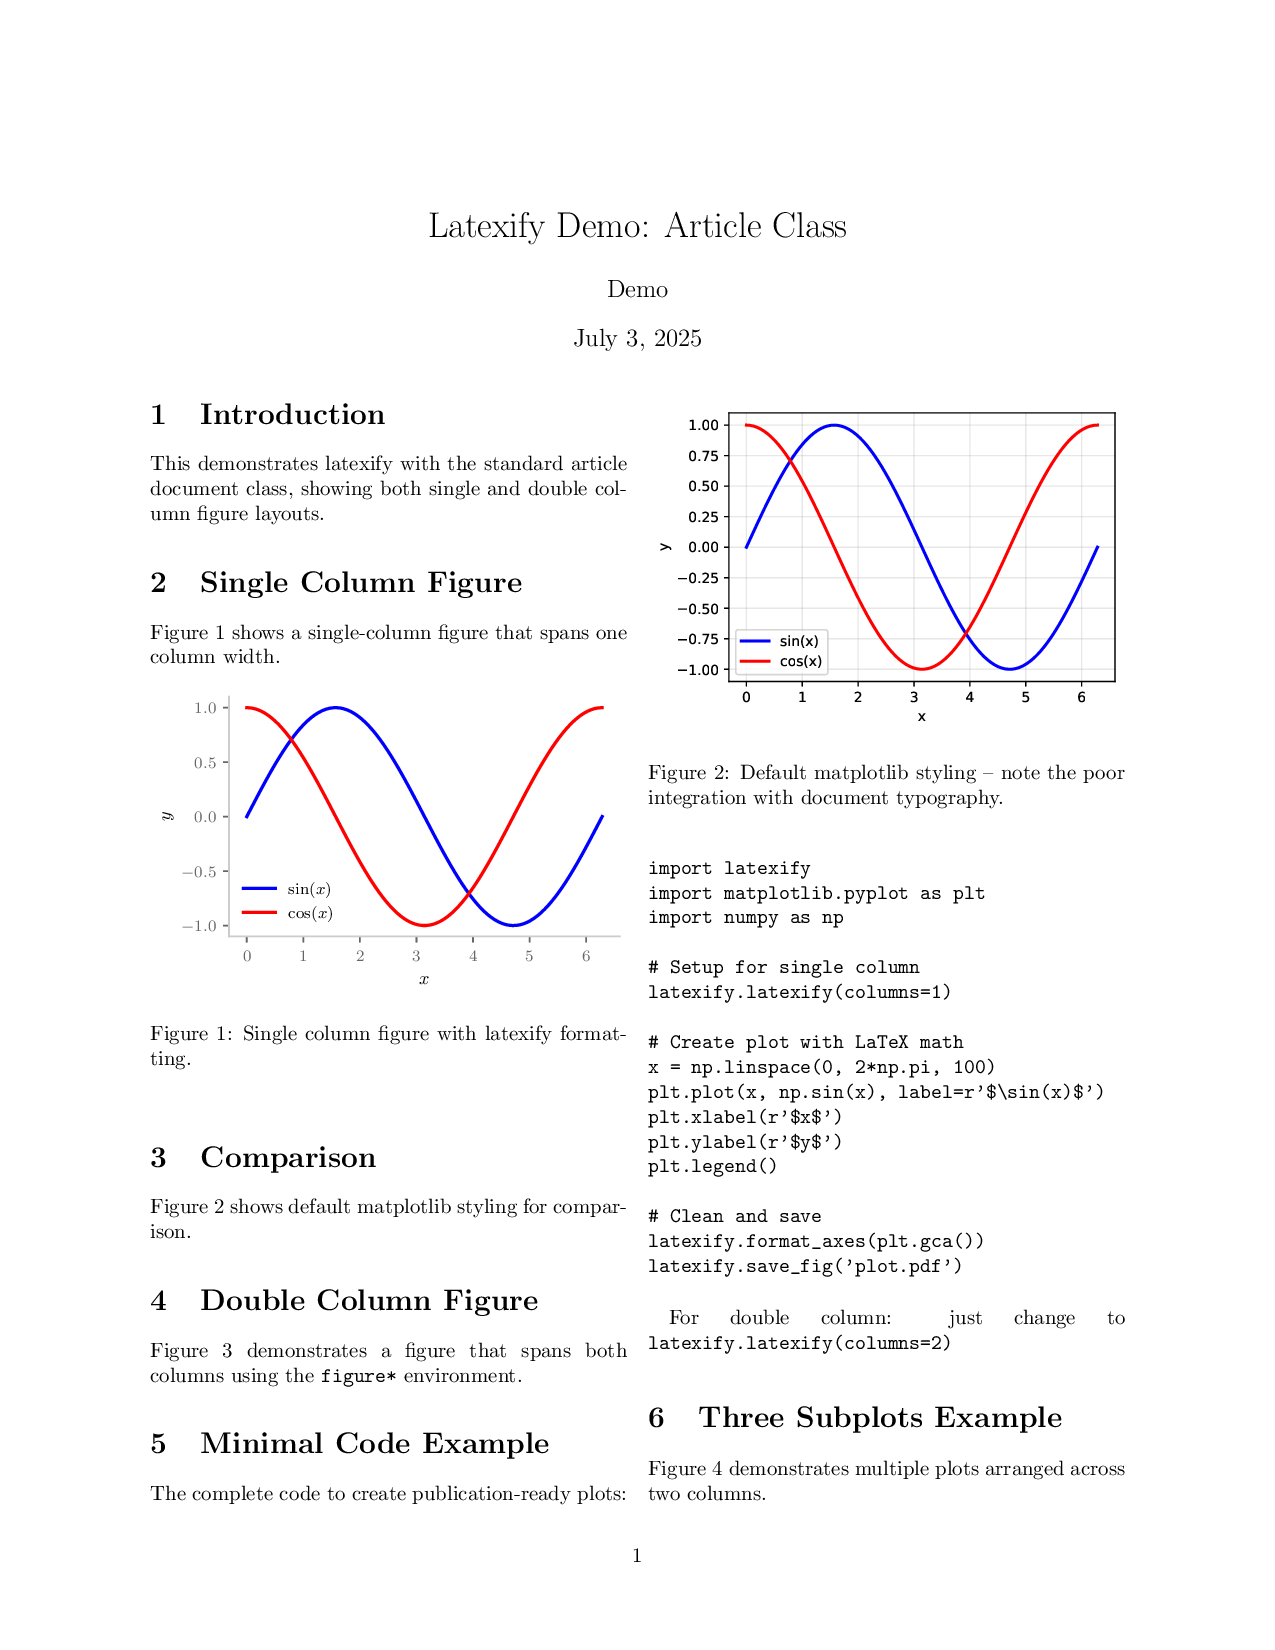 Latexify Demo: Article Class
Demo
July 3, 2025
1 Introduction
This demonstrates latexify with the standard article
document class, showing both single and double col-
umn figure layouts.
2 Single Column Figure
Figure 1 shows a single-column figure that spans one
column width.
1.0
0.5
0.0
−0.5
−1.0
y
sin(x)
cos(x)
0 1 2 3 4 5 6
x
Figure 1: Single column figure with latexify format-
ting.
3 Comparison
Figure 2 shows default matplotlib styling for compar-
ison.
4 Double Column Figure
Figure 3 demonstrates a figure that spans both
columns using the figure* environment.
5 Minimal Code Example
The complete code to create publication-ready plots:
1.00
0.75
0.50
0.25
0.00
−0.25
−0.50
−0.75
−1.00
y
sin(x)
cos(x)
0 1 2 3 4 5 6
x
Figure 2: Default matplotlib styling – note the poor
integration with document typography.
import latexify
import matplotlib.pyplot as plt
import numpy as np
# Setup for single column
latexify.latexify(columns=1)
# Create plot with LaTeX math
x = np.linspace(0, 2*np.pi, 100)
plt.plot(x, np.sin(x), label=r’$\sin(x)$’)
plt.xlabel(r’$x$’)
plt.ylabel(r’$y$’)
plt.legend()
# Clean and save
latexify.format_axes(plt.gca())
latexify.save_fig(’plot.pdf’)
For double column: just change to
latexify.latexify(columns=2)
6 Three Subplots Example
Figure 4 demonstrates multiple plots arranged across
two columns.
1